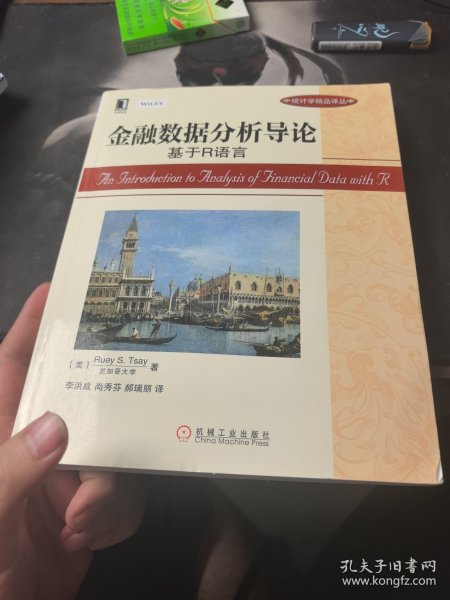 WILEY
统计学精品译丛
金融数据分析导论
基于R语言
An Introduction to Analysis of Financial Data with R
（美）
Ruey S. Tsay
芝加哥大学
著
李洪成 尚秀芬 郝瑞丽 译
机械工业出版社
China Machine Press
孔夫子旧书网
www.kongfz.com